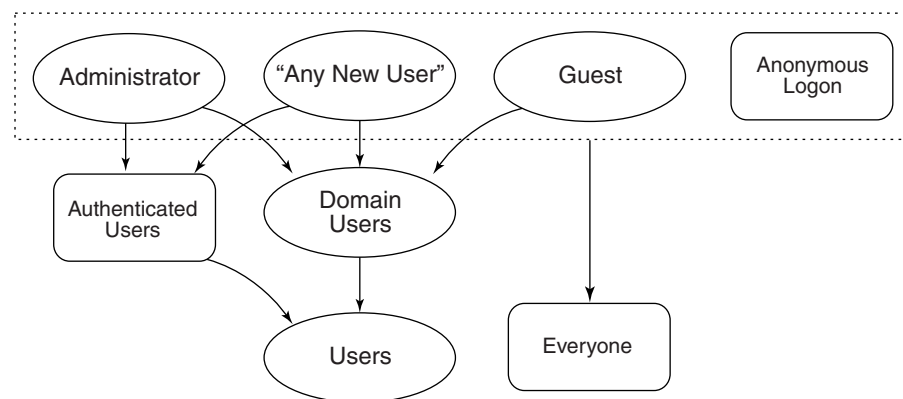 Administrator
“Any New User”
Guest
Anonymous
Logon
Authenticated
Users
Domain
Users
Users
Everyone